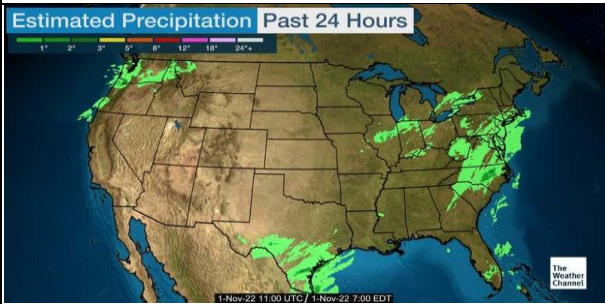 Estimated Precipitation Past 24 Hours
1" 2" 3" 5" 8" 12" 18" 24"+
The
Weather
Channel
1-Nov-22 11:00 UTC / 1-Nov-22 7:00 EDT